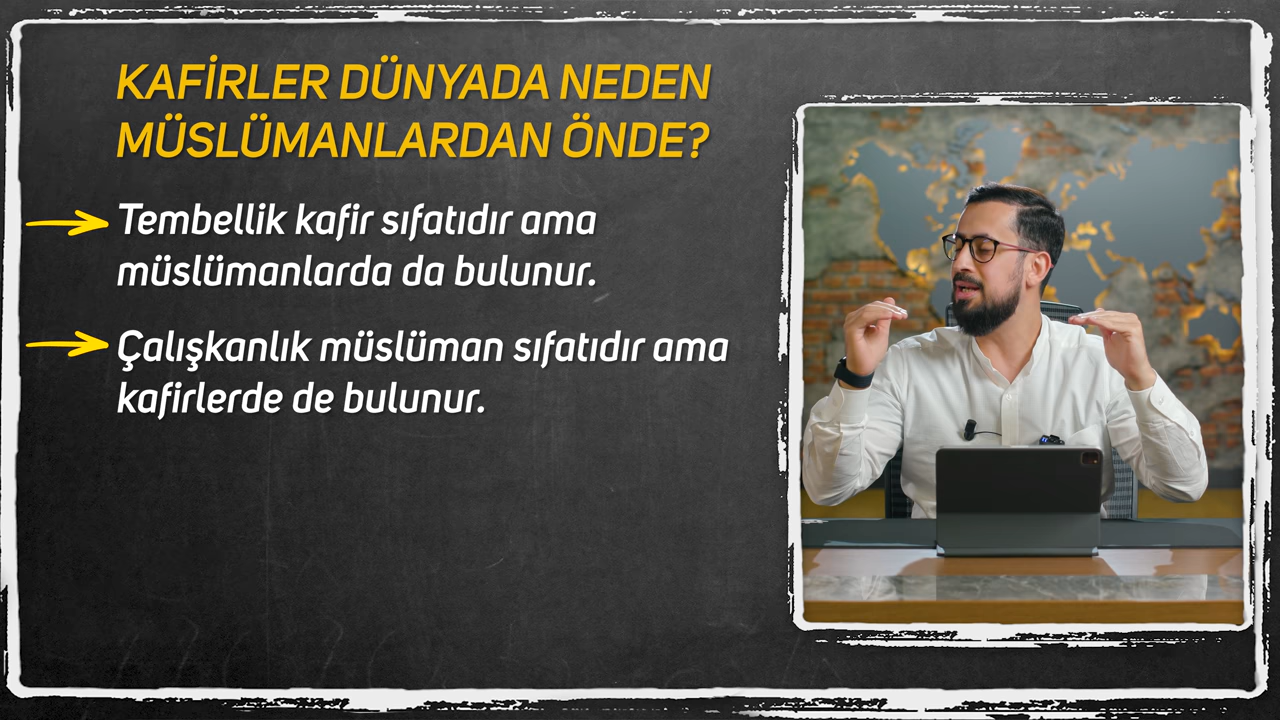 KAFİRLER DÜNYADA NEDEN
MÜSLÜMANLARDAN ÖNDE?
Tembellik kafir sıfatıdır ama
müslümanlarda da bulunur.
Çalışkanlık müslüman sıfatıdır ama
kafirlerde de bulunur.